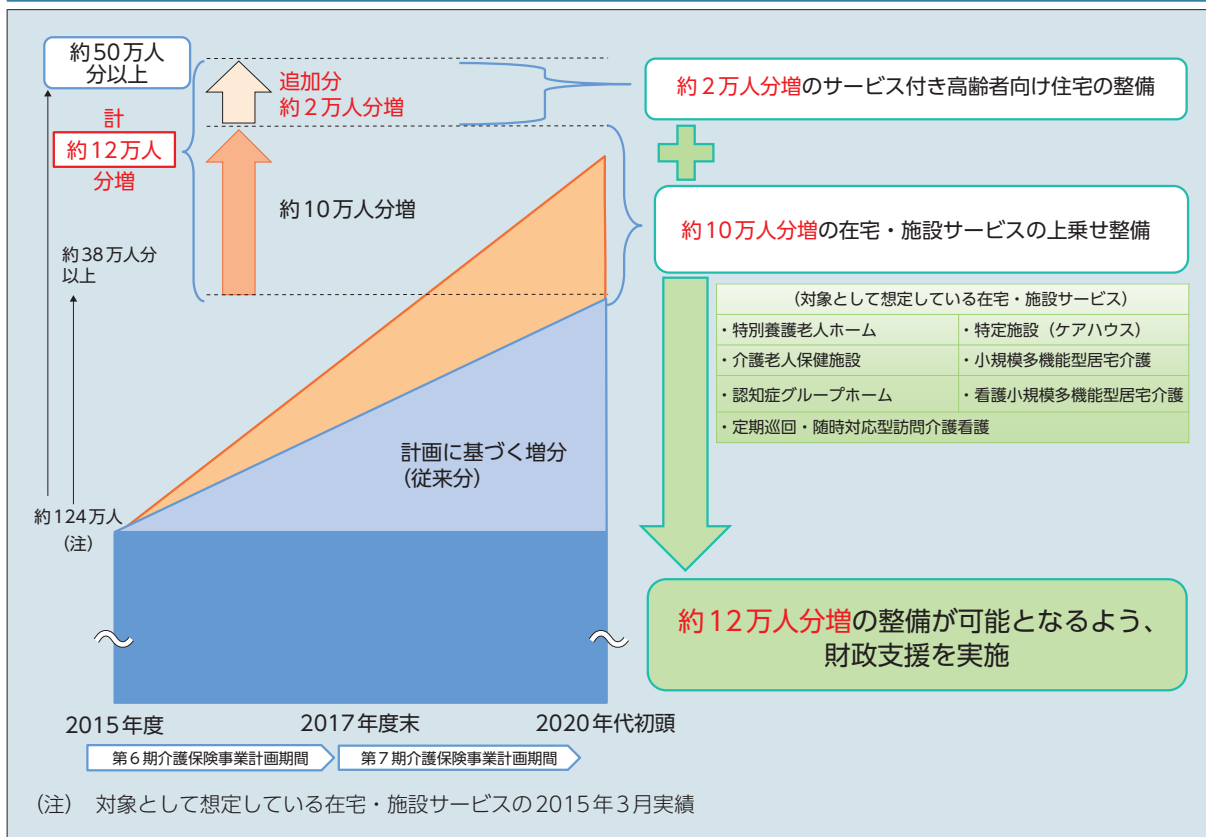 約50万人
分以上
計
約12万人
分増
追加分
約2万人分増
約10万人分増
約38万人分
以上
約124万人
(注)
計画に基づく増分
(従来分)
2015年度
2017年度末
2020年代初頭
第6期介護保険事業計画期間
第7期介護保険事業計画期間
約2万人分増のサービス付き高齢者向け住宅の整備
約10万人分増の在宅・施設サービスの上乗せ整備
(対象として想定している在宅・施設サービス)
・特別養護老人ホーム
・特定施設（ケアハウス）
・介護老人保健施設
・小規模多機能型居宅介護
・認知症グループホーム
・看護小規模多機能型居宅介護
・定期巡回・随時対応型訪問介護看護
約12万人分増の整備が可能となるよう、
財政支援を実施
(注)　対象として想定している在宅・施設サービスの2015年3月実績